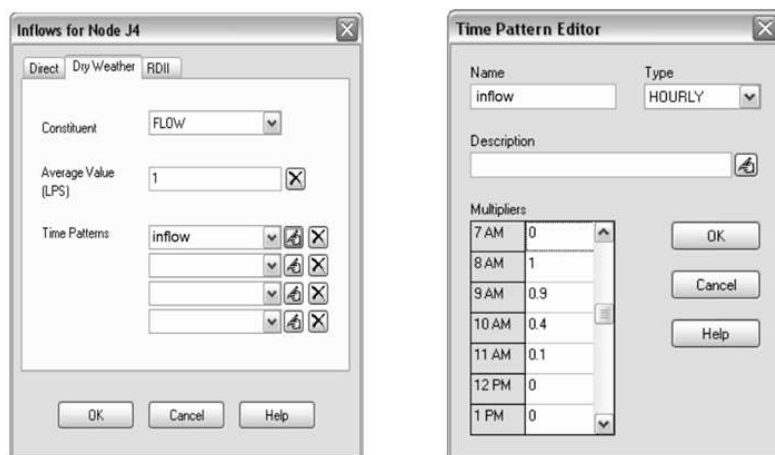 Inflows for Node J4
Direct Dry Weather RDII
Constituent FLOW
Average Value
(LPS) 1
Time Patterns inflow
OK Cancel Help
Time Pattern Editor
Name Type
inflow HOURLY
Description
Multipliers
7 AM 0
8 AM 1
9 AM 0.9
10 AM 0.4
11 AM 0.1
12 PM 0
1 PM 0
OK
Cancel
Help